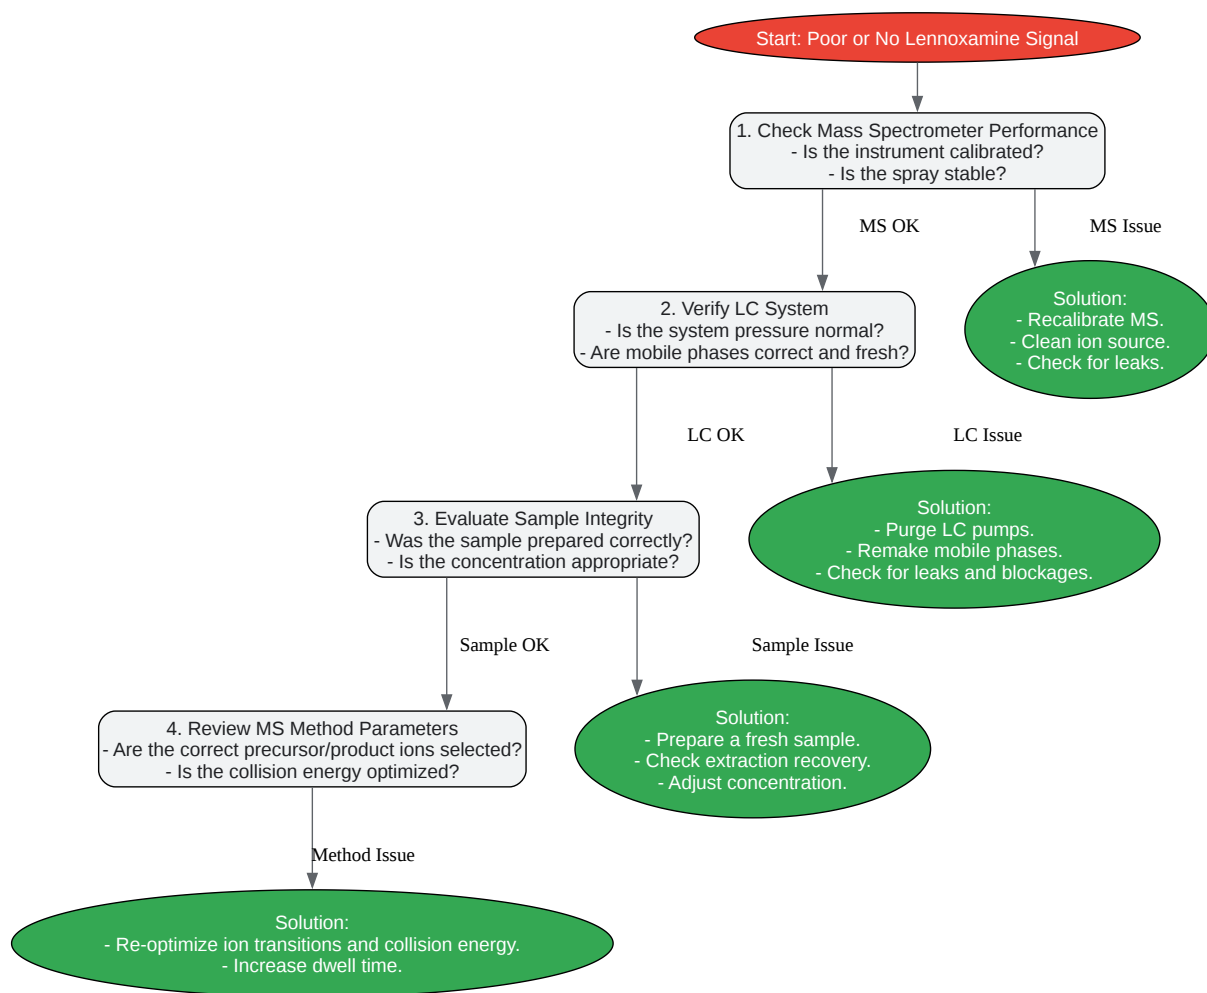 Start: Poor or No Lennoxamine Signal
1. Check Mass Spectrometer Performance
- Is the instrument calibrated?
- Is the spray stable?
MS OK
MS Issue
2. Verify LC System
- Is the system pressure normal?
- Are mobile phases correct and fresh?
Solution:
- Recalibrate MS.
- Clean ion source.
- Check for leaks.
LC OK
LC Issue
3. Evaluate Sample Integrity
- Was the sample prepared correctly?
- Is the concentration appropriate?
Solution:
- Purge LC pumps.
- Remake mobile phases.
- Check for leaks and blockages.
Sample OK
Sample Issue
4. Review MS Method Parameters
- Are the correct precursor/product ions selected?
- Is the collision energy optimized?
Solution:
- Prepare a fresh sample.
- Check extraction recovery.
- Adjust concentration.
Method Issue
Solution:
- Re-optimize ion transitions and collision energy.
- Increase dwell time.